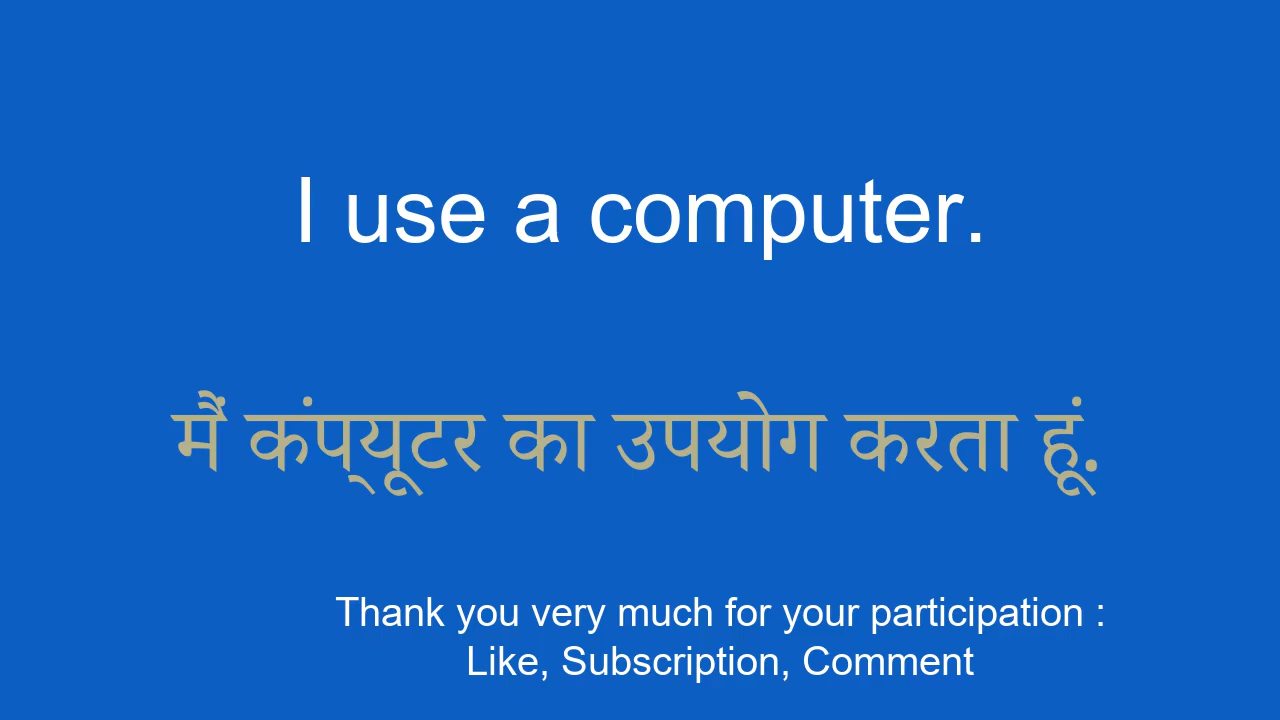 I use a computer.
मैं कंप्यूटर का उपयोग करता हूं.
Thank you very much for your participation :
Like, Subscription, Comment